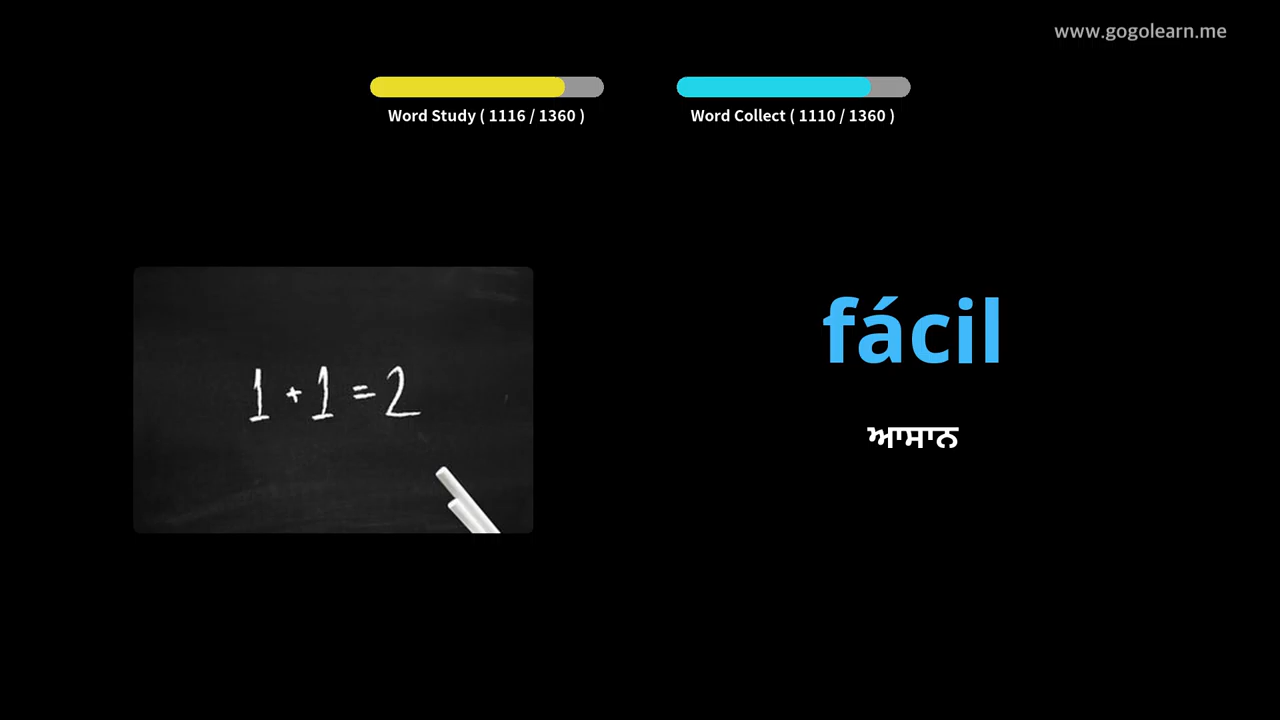 www.gogolearn.me
Word Study ( 1116 / 1360 )
Word Collect ( 1110 / 1360 )
1 + 1 = 2
fácil
ਆਸਾਨ